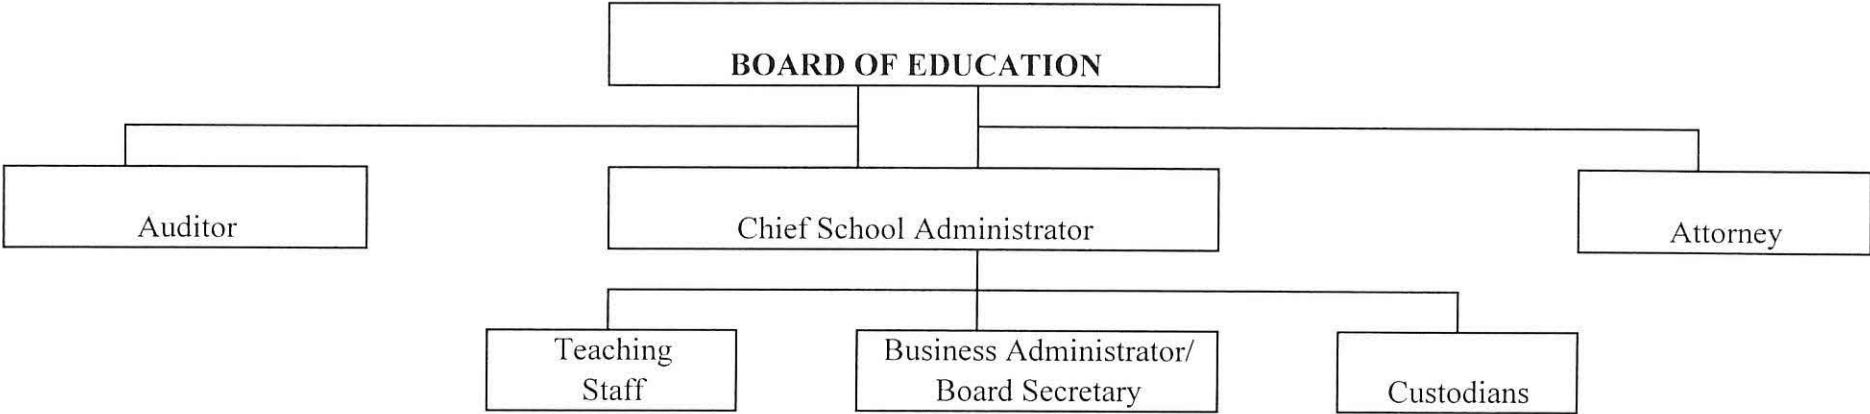 BOARD OF EDUCATION
Auditor
Chief School Administrator
Attorney
Teaching
Staff
Business Administrator/
Board Secretary
Custodians